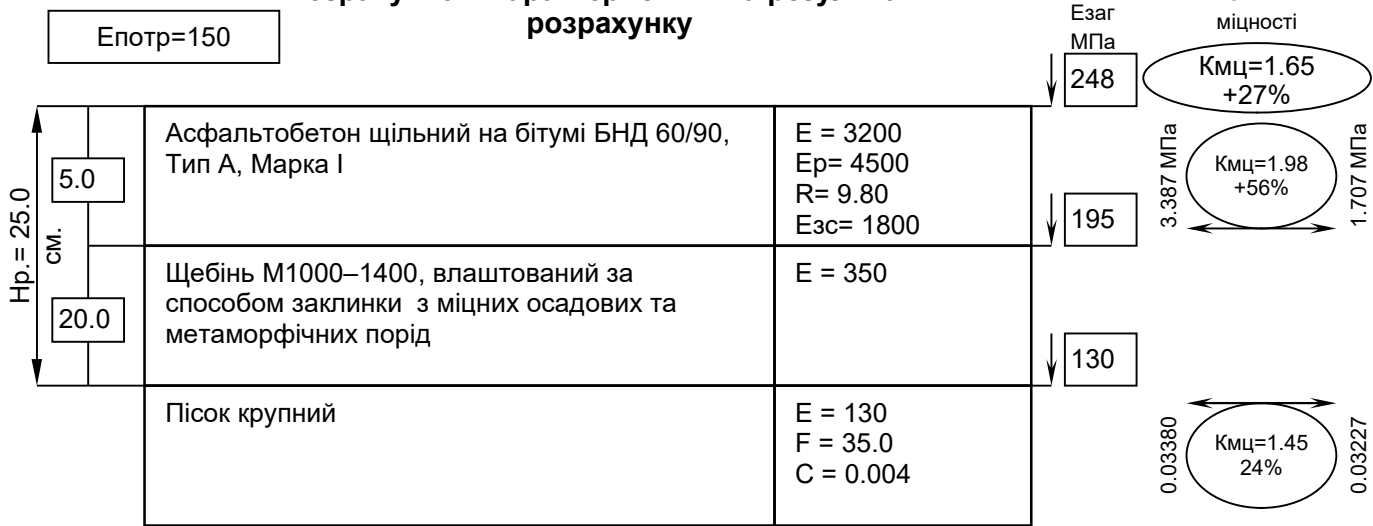 розрахунку
Епотр=150
Езаг
МПа
міцності
248
Кмц=1.65
+27%
Нр.= 25.0
см.
5.0
Асфальтобетон щільний на бітумі БНД 60/90,
Тип А, Марка I
E = 3200
Ep= 4500
R= 9.80
Eзс= 1800
195
3.387 МПа
Кмц=1.98
+56%
1.707 МПа
20.0
Щебінь М1000–1400, влаштований за
способом заклинки з міцних осадових та
метаморфічних порід
E = 350
130
Пісок крупний
E = 130
F = 35.0
C = 0.004
0.03380
Кмц=1.45
24%
0.03227